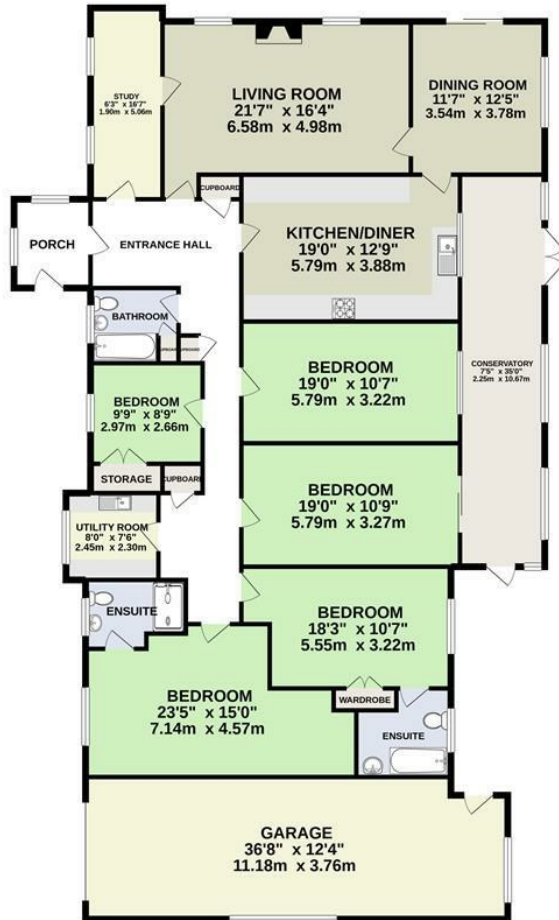 STUDY
6'3" x 16'7"
1.90m x 5.06m
LIVING ROOM
21'7" x 16'4"
6.58m x 4.98m
DINING ROOM
11'7" x 12'5"
3.54m x 3.78m
CUPBOARD
PORCH
ENTRANCE HALL
KITCHEN/DINER
19'0" x 12'9"
5.79m x 3.88m
CONSERVATORY
7'5" x 35'0"
2.25m x 10.67m
BATHROOM
CUPBOARD
BEDROOM
19'0" x 10'7"
5.79m x 3.22m
BEDROOM
9'9" x 8'9"
2.97m x 2.66m
STORAGE
CUPBOARD
BEDROOM
19'0" x 10'9"
5.79m x 3.27m
UTILITY ROOM
8'0" x 7'6"
2.45m x 2.30m
ENSUITE
BEDROOM
18'3" x 10'7"
5.55m x 3.22m
BEDROOM
23'5" x 15'0"
7.14m x 4.57m
WARDROBE
ENSUITE
GARAGE
36'8" x 12'4"
11.18m x 3.76m